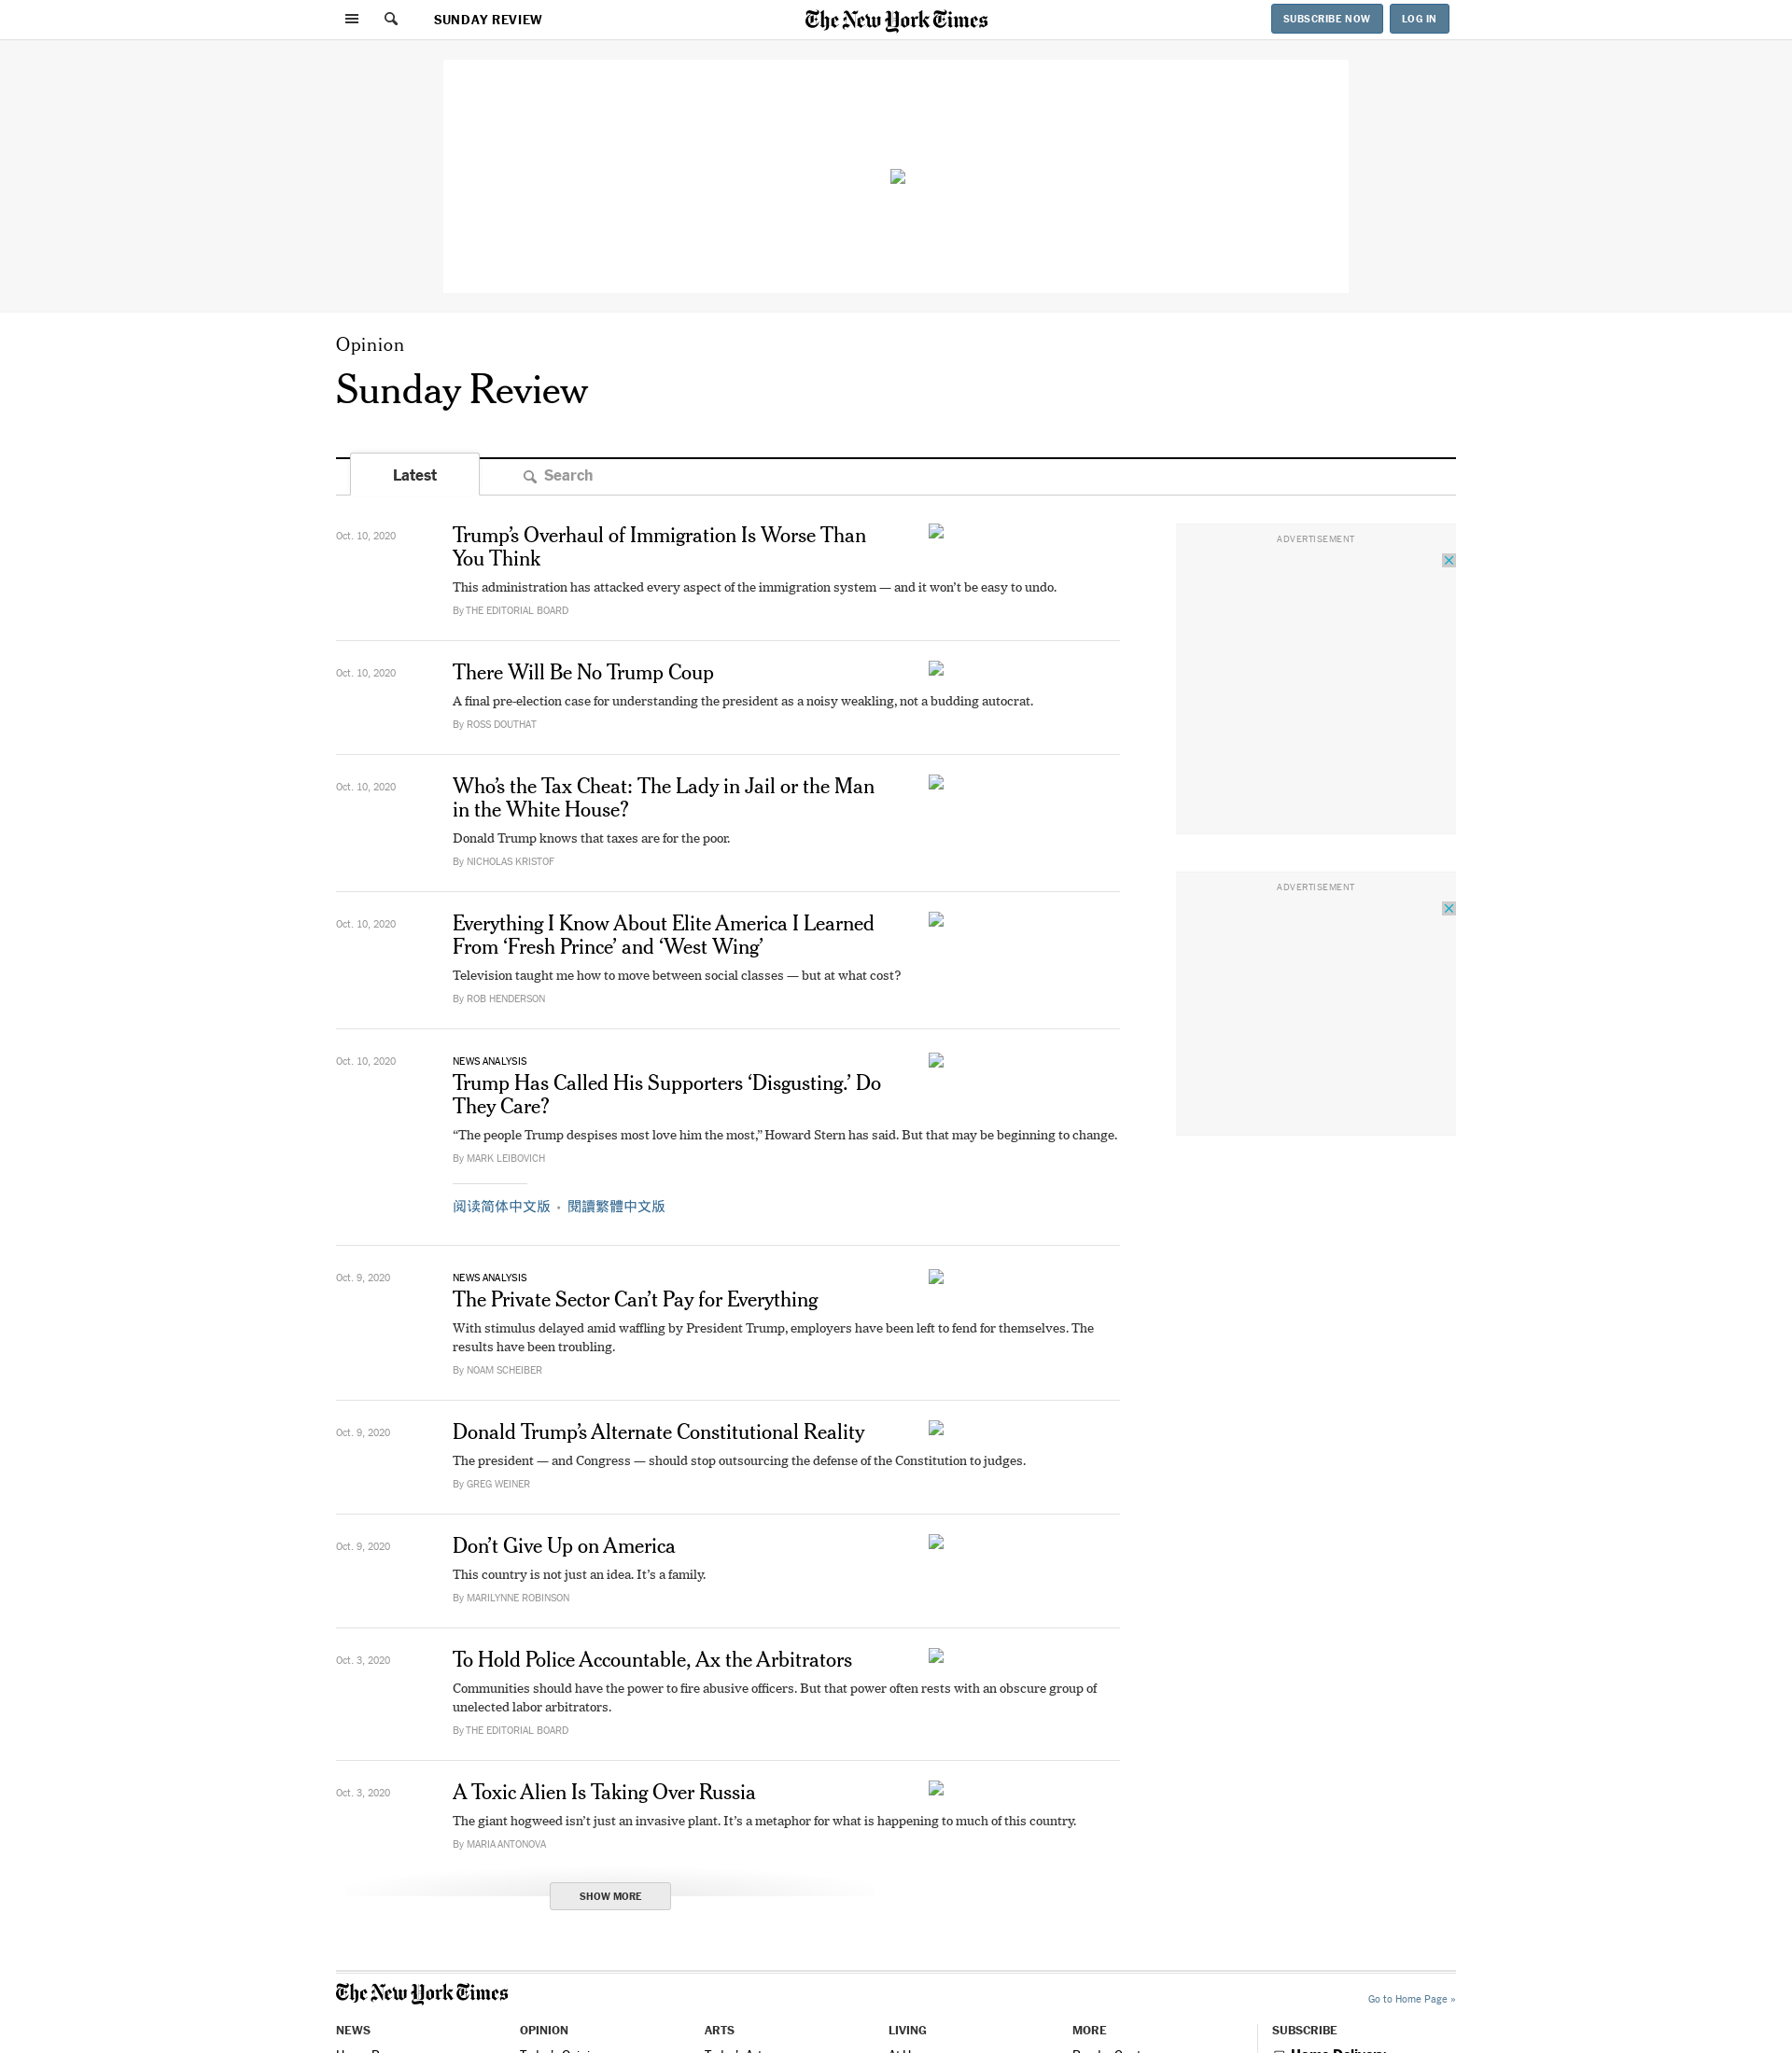 SUNDAY REVIEW
The New York Times
SUBSCRIBE NOW
LOG IN
Opinion
Sunday Review
Latest
Search
Oct. 10, 2020
Trump’s Overhaul of Immigration Is Worse Than
You Think
This administration has attacked every aspect of the immigration system — and it won’t be easy to undo.
By THE EDITORIAL BOARD
Oct. 10, 2020
There Will Be No Trump Coup
A final pre-election case for understanding the president as a noisy weakling, not a budding autocrat.
By ROSS DOUTHAT
Oct. 10, 2020
Who’s the Tax Cheat: The Lady in Jail or the Man
in the White House?
Donald Trump knows that taxes are for the poor.
By NICHOLAS KRISTOF
Oct. 10, 2020
Everything I Know About Elite America I Learned
From ‘Fresh Prince’ and ‘West Wing’
Television taught me how to move between social classes — but at what cost?
By ROB HENDERSON
Oct. 10, 2020
NEWS ANALYSIS
Trump Has Called His Supporters ‘Disgusting.’ Do
They Care?
“The people Trump despises most love him the most,” Howard Stern has said. But that may be beginning to change.
By MARK LEIBOVICH
阅读简体中文版 • 閱讀繁體中文版
Oct. 9, 2020
NEWS ANALYSIS
The Private Sector Can’t Pay for Everything
With stimulus delayed amid waffling by President Trump, employers have been left to fend for themselves. The
results have been troubling.
By NOAM SCHEIBER
Oct. 9, 2020
Donald Trump’s Alternate Constitutional Reality
The president — and Congress — should stop outsourcing the defense of the Constitution to judges.
By GREG WEINER
Oct. 9, 2020
Don’t Give Up on America
This country is not just an idea. It’s a family.
By MARILYNNE ROBINSON
Oct. 3, 2020
To Hold Police Accountable, Ax the Arbitrators
Communities should have the power to fire abusive officers. But that power often rests with an obscure group of
unelected labor arbitrators.
By THE EDITORIAL BOARD
Oct. 3, 2020
A Toxic Alien Is Taking Over Russia
The giant hogweed isn’t just an invasive plant. It’s a metaphor for what is happening to much of this country.
By MARIA ANTONOVA
SHOW MORE
ADVERTISEMENT
ADVERTISEMENT
The New York Times
Go to Home Page »
NEWS
OPINION
ARTS
LIVING
MORE
SUBSCRIBE
Home Delivery